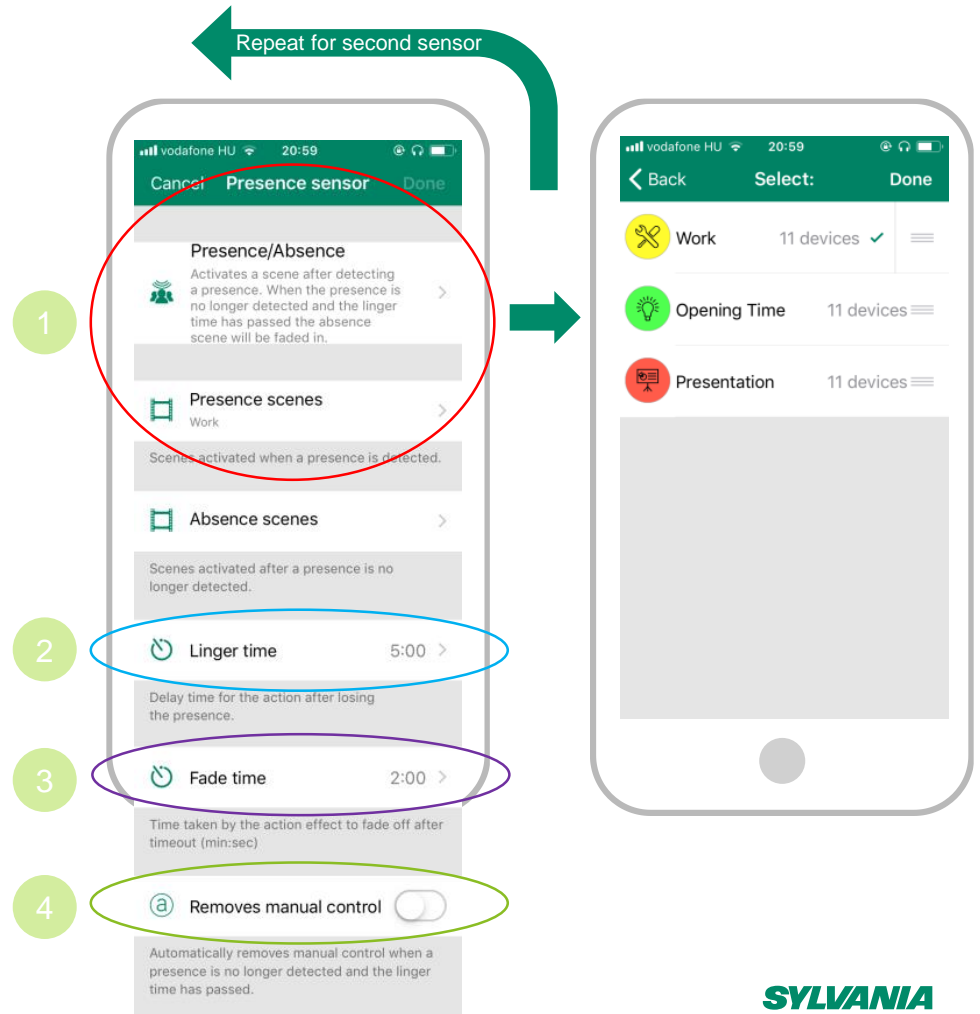 Repeat for second sensor
vodafone HU 20:59
Cancel Presence sensor Done
Presence/Absence
Activates a scene after detecting
a presence. When the presence is
no longer detected and the linger
time has passed the absence
scene will be faded in.
1
Presence scenes
Work
Scenes activated when a presence is detected.
Absence scenes
Scenes activated after a presence is no
longer detected.
2
Linger time 5:00
Delay time for the action after losing
the presence.
3
Fade time 2:00
Time taken by the action effect to fade off after
timeout (min:sec)
4
a Removes manual control
Automatically removes manual control when a
presence is no longer detected and the linger
time has passed.
vodafone HU 20:59
Back Select: Done
Work 11 devices
Opening Time 11 devices
Presentation 11 devices
SYLVANIA